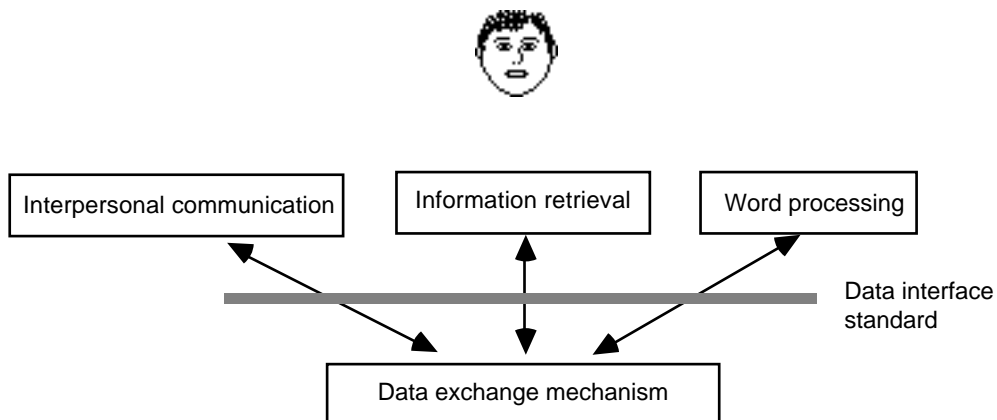 Interpersonal communication
Information retrieval
Word processing
Data interface
standard
Data exchange mechanism